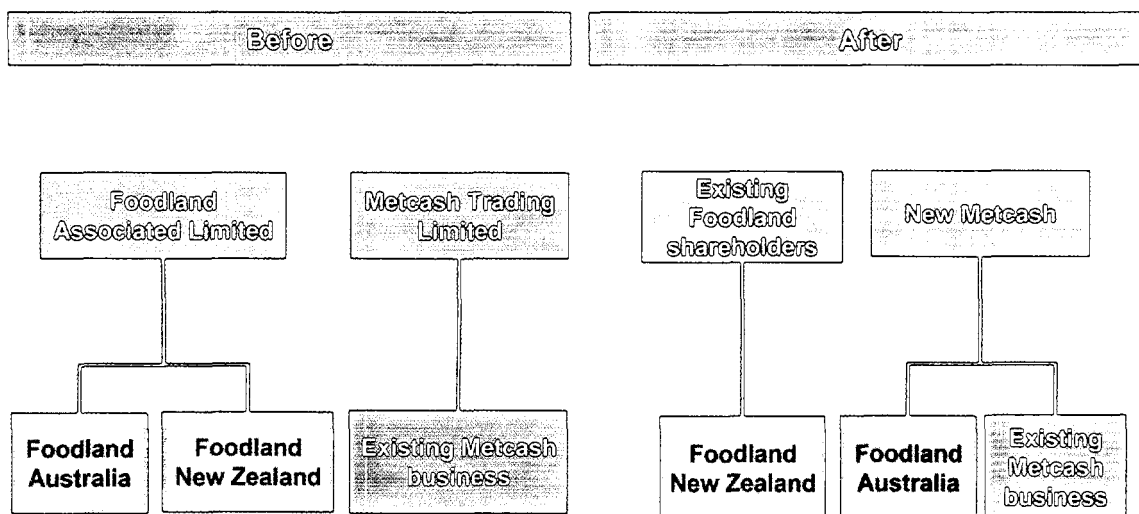 Before
After
Foodland
Associated Limited
Metcash Trading
Limited
Existing
Foodland
shareholders
New Metcash
Foodland
Australia
Foodland
New Zealand
Existing Metcash
business
Foodland
New Zealand
Foodland
Australia
Existing
Metcash
business